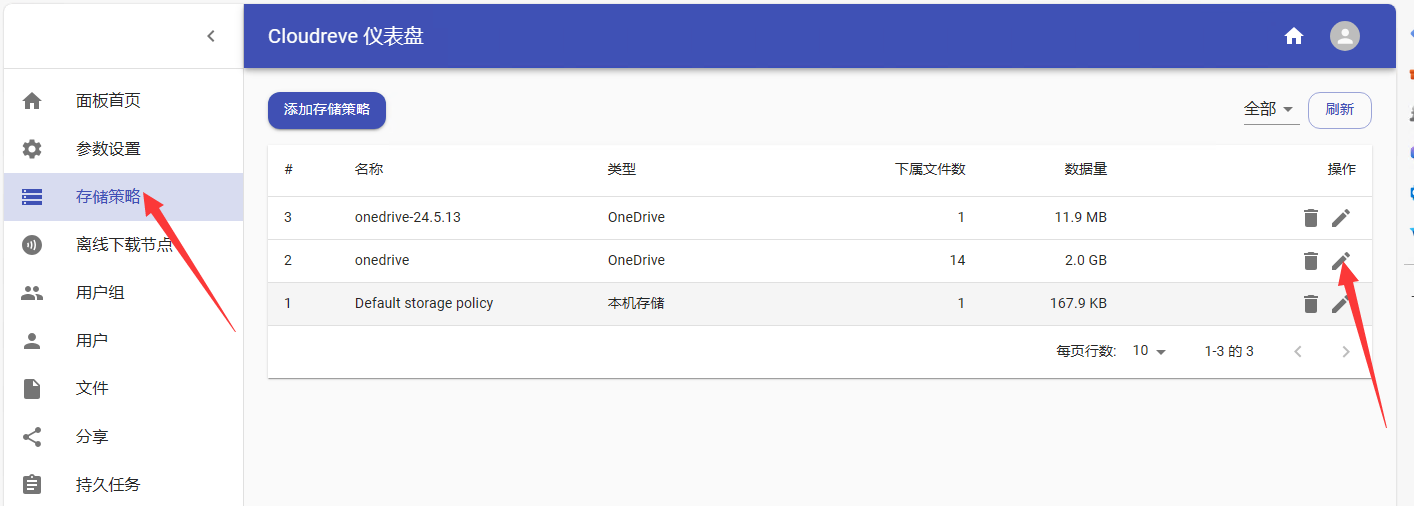 Cloudreve 仪表盘
面板首页
参数设置
存储策略
离线下载节点
用户组
用户
文件
分享
持久任务
添加存储策略
全部
刷新
# 名称 类型 下属文件数 数据量 操作
3 onedrive-24.5.13 OneDrive 1 11.9 MB
2 onedrive OneDrive 14 2.0 GB
1 Default storage policy 本机存储 1 167.9 KB
每页行数: 10 1-3 的 3